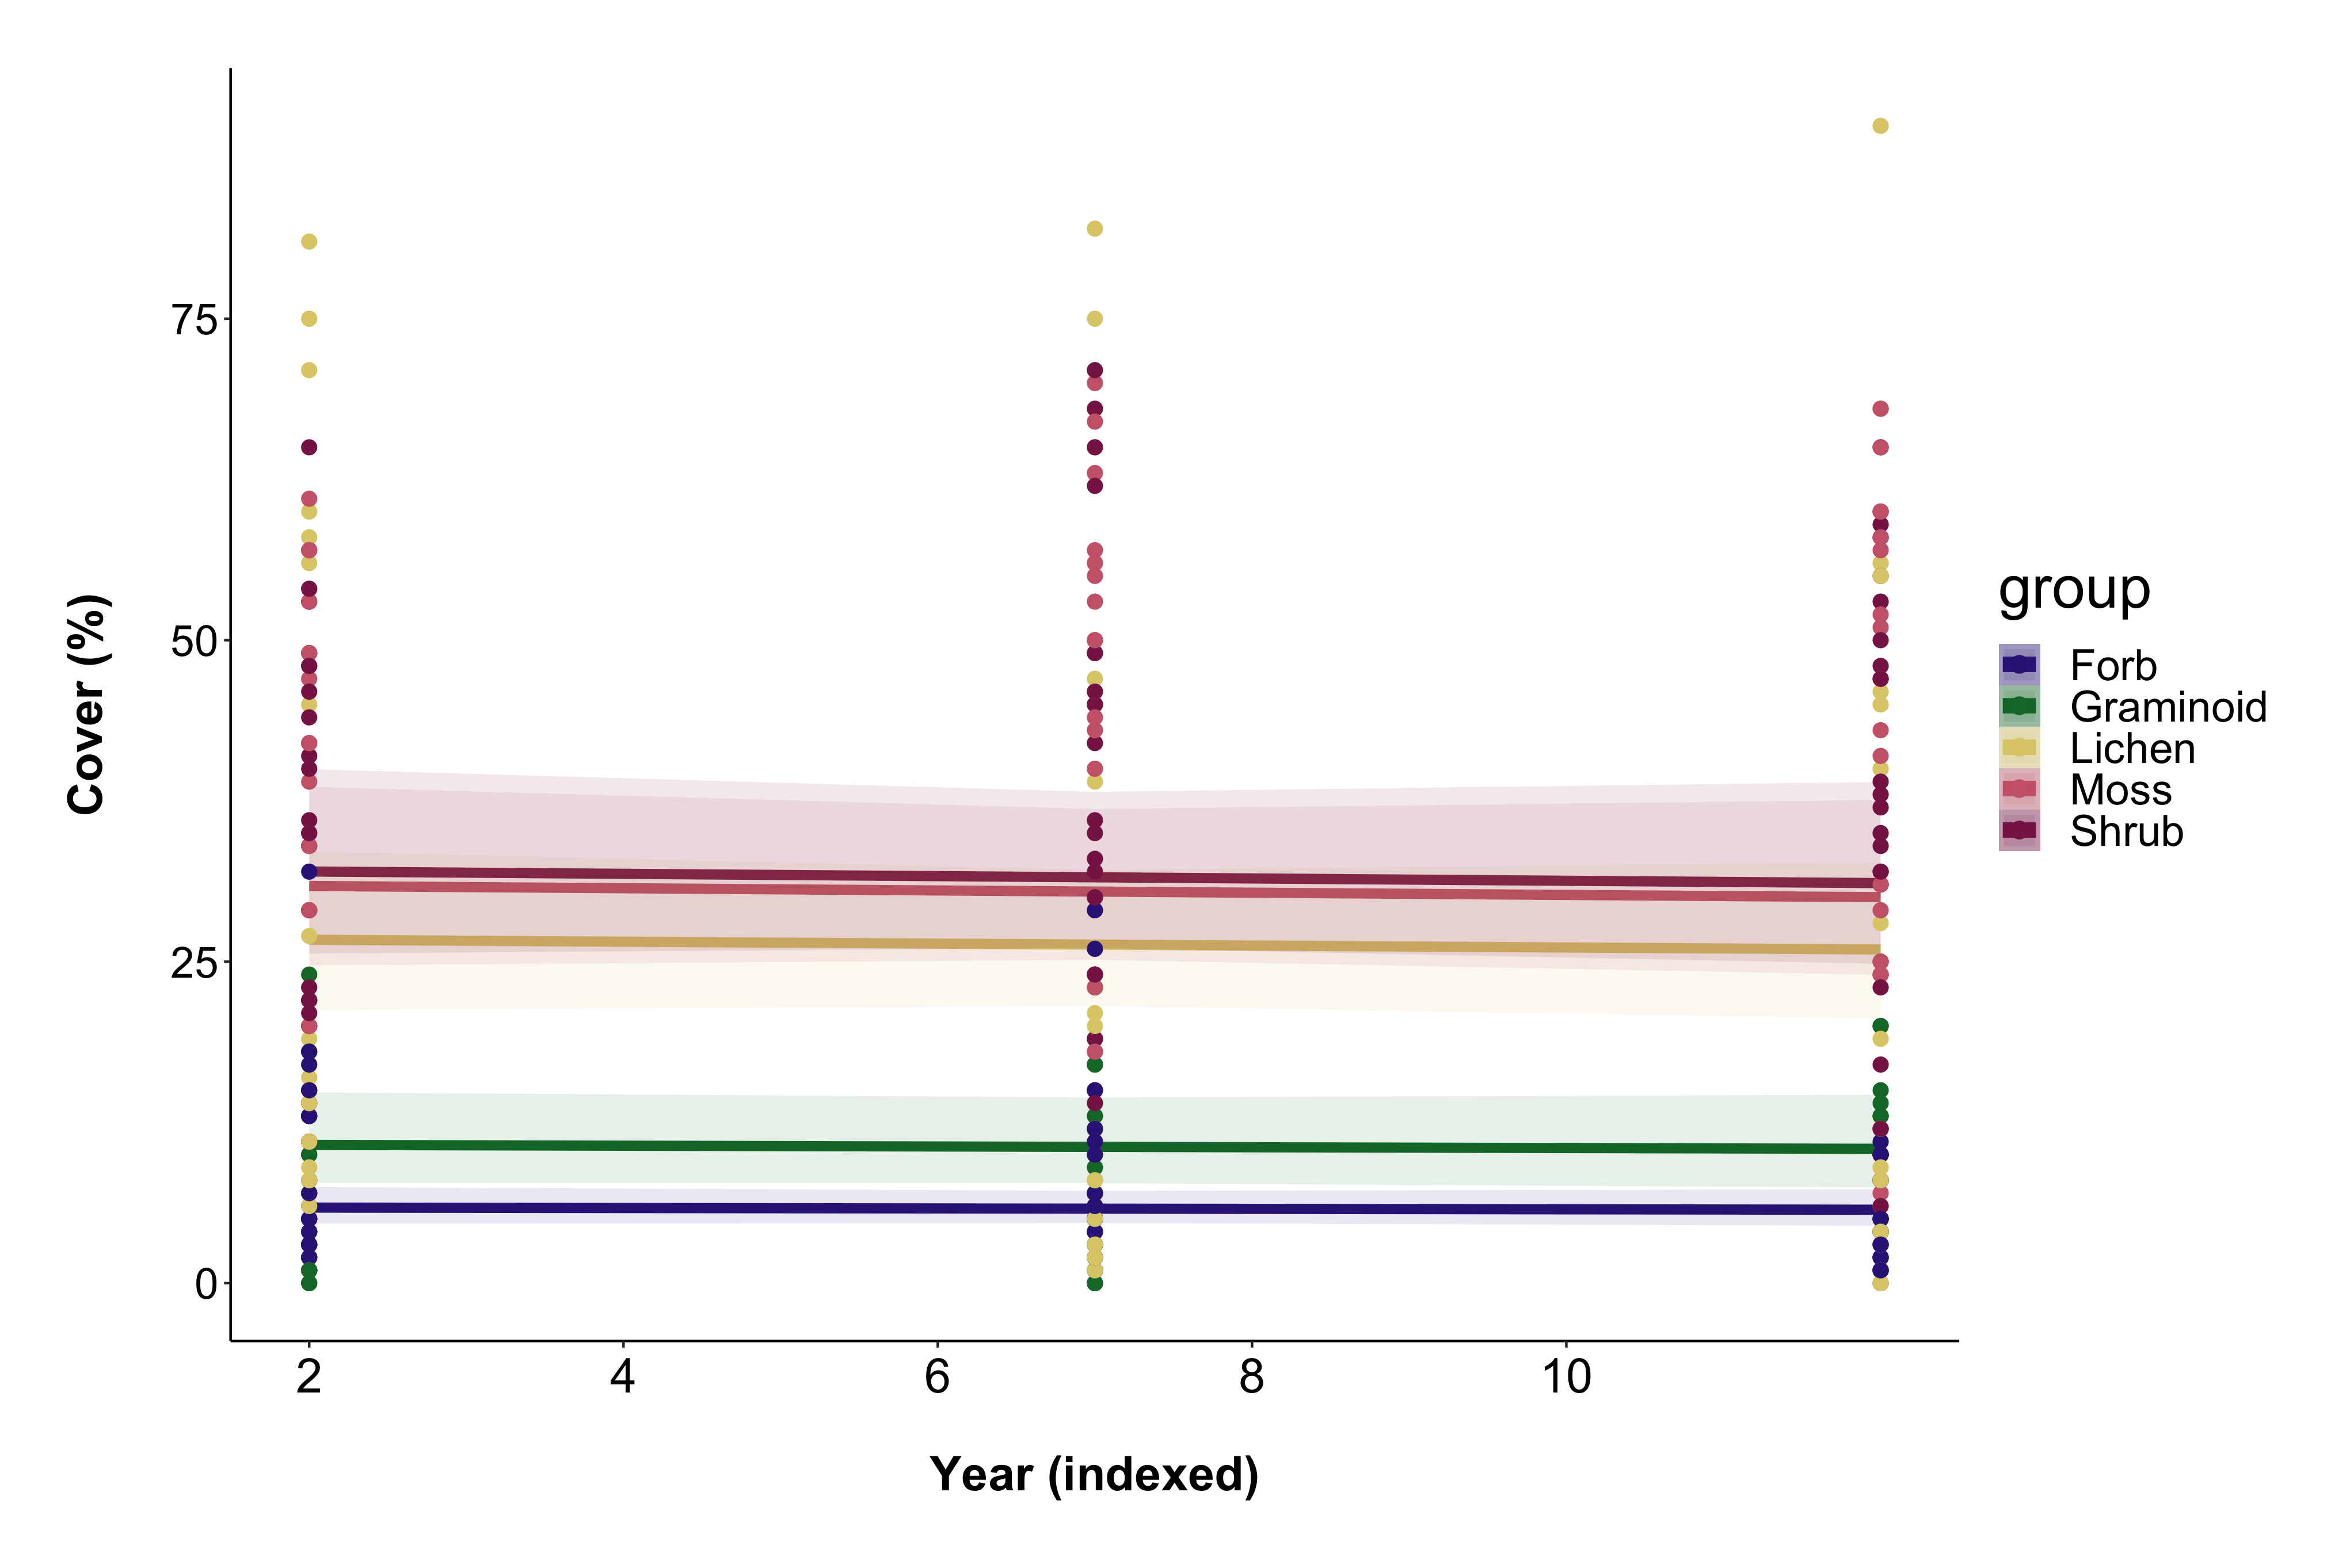 75
50
25
0
Cover (%)
2 4 6 8 10
Year (indexed)
group
Forb
Graminoid
Lichen
Moss
Shrub